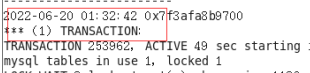 ------------------------
2022-06-20 01:32:42 0x7f3afa8b9700
*** (1) TRANSACTION:
TRANSACTION 253962, ACTIVE 49 sec starting
mysql tables in use 1, locked 1